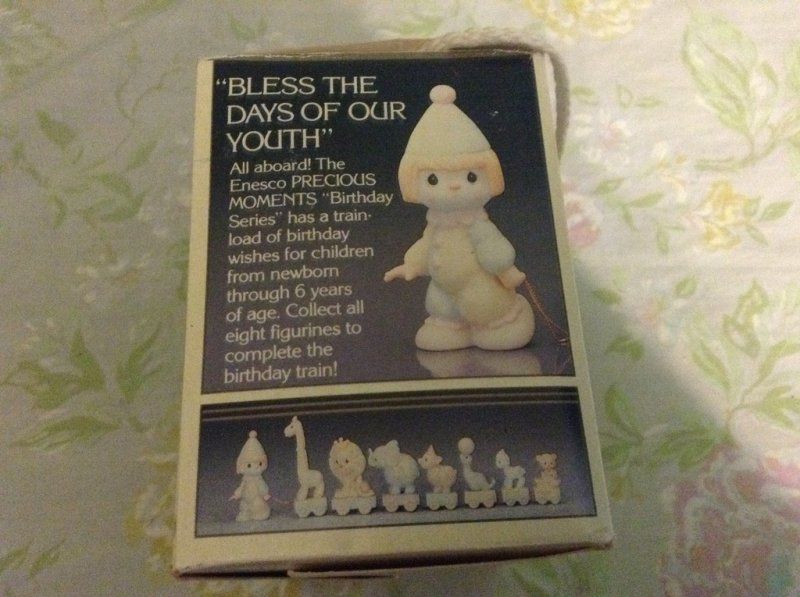 "BLESS THE
DAYS OF OUR
YOUTH"
All aboard! The
Enesco PRECIOUS
MOMENTS "Birthday
Series" has a train-
load of birthday
wishes for children
from newborn
through 6 years
of age. Collect all
eight figurines to
complete the
birthday train!